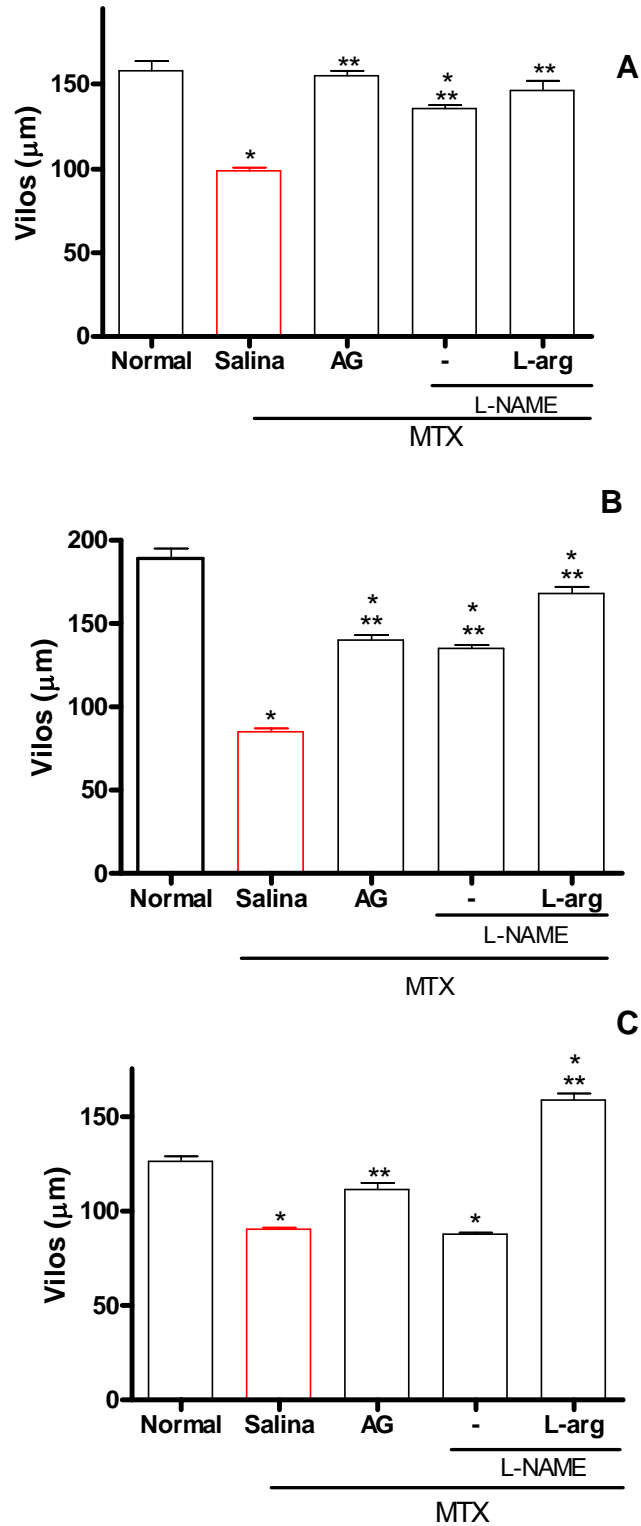 A
Vilos (µm)
150
100
50
0
**
*
**
**
*
Normal Salina AG - L-arg
L-NAME
MTX
B
Vilos (µm)
200
150
100
50
0
*
**
*
**
*
**
*
Normal Salina AG - L-arg
L-NAME
MTX
C
Vilos (µm)
150
100
50
0
*
**
**
*
*
Normal Salina AG - L-arg
L-NAME
MTX